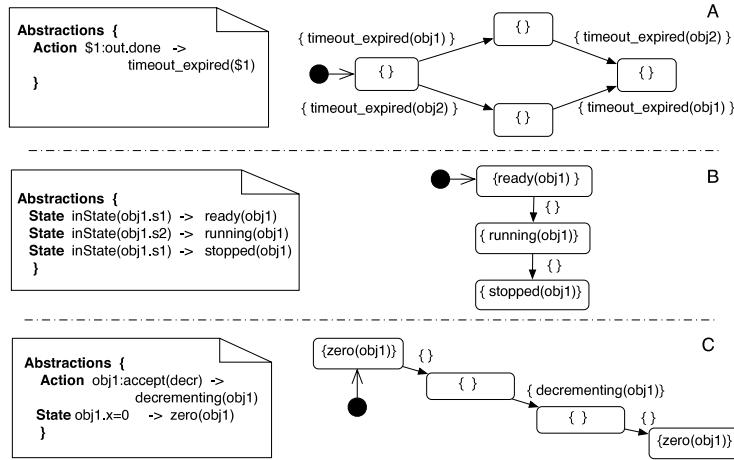 Abstractions {
Action $1:out.done ->
timeout_expired($1)
}
A
{ timeout_expired(obj1) }
{ }
{ timeout_expired(obj2) }
{ }
{ }
{ timeout_expired(obj2) }
{ }
{ timeout_expired(obj1) }
Abstractions {
State inState(obj1.s1) -> ready(obj1)
State inState(obj1.s2) -> running(obj1)
State inState(obj1.s1) -> stopped(obj1)
}
B
{ready(obj1) }
{ }
{ running(obj1)}
{ }
{ stopped(obj1)}
Abstractions {
Action obj1:accept(decr) ->
decrementing(obj1)
State obj1.x=0 -> zero(obj1)
}
C
{zero(obj1)}
{ }
{ }
{ decrementing(obj1)}
{ }
{ }
{zero(obj1)}